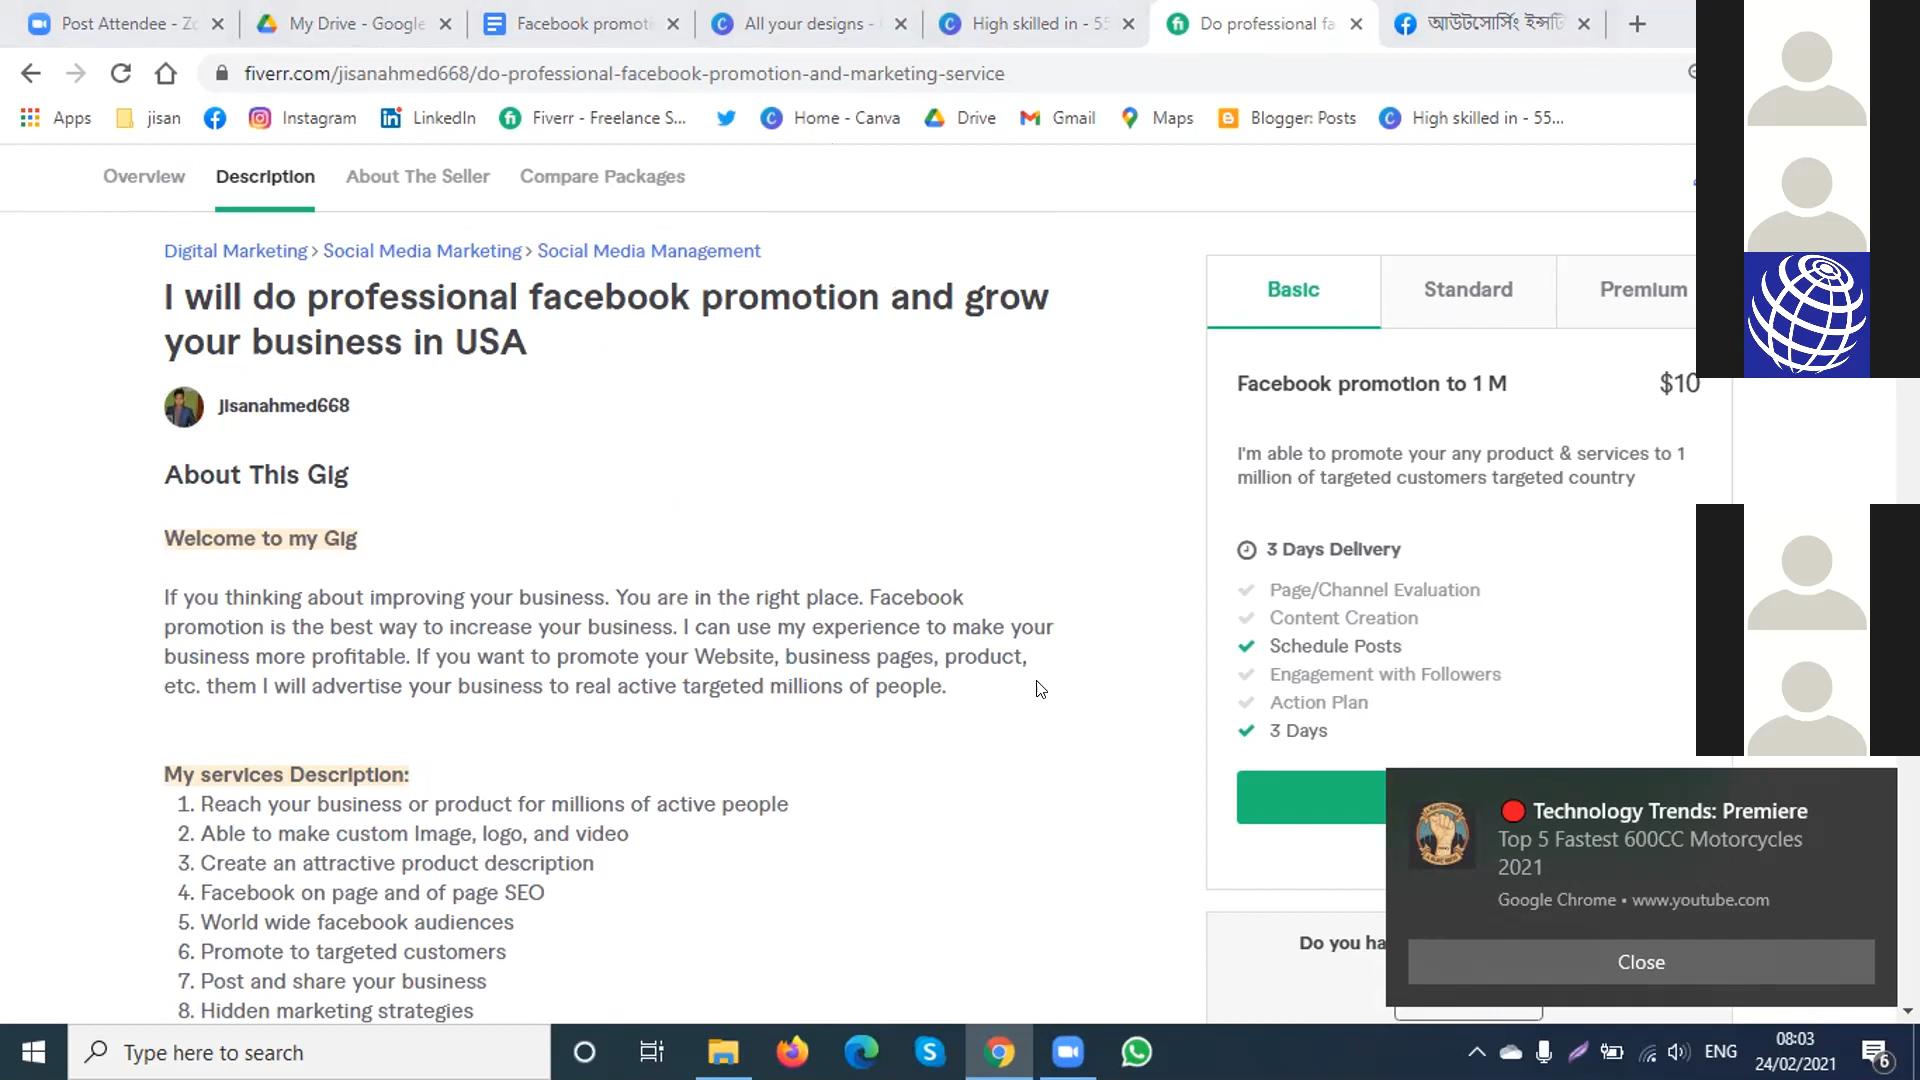 Post Attendee - Zo
My Drive - Google
Facebook promoti
All your designs -
High skilled in - 55
Do professional fa
আউটসোর্সিং ইন্সটি
fiverr.com/jisanahmed668/do-professional-facebook-promotion-and-marketing-service
Apps
jisan
Instagram
LinkedIn
Fiverr - Freelance S...
Home - Canva
Drive
Gmail
Maps
Blogger: Posts
High skilled in - 55...
Overview
Description
About The Seller
Compare Packages
Digital Marketing > Social Media Marketing > Social Media Management
I will do professional facebook promotion and grow
your business in USA
jisanahmed668
About This Gig
Welcome to my Gig
If you thinking about improving your business. You are in the right place. Facebook
promotion is the best way to increase your business. I can use my experience to make your
business more profitable. If you want to promote your Website, business pages, product,
etc. them I will advertise your business to real active targeted millions of people.
My services Description:
1. Reach your business or product for millions of active people
2. Able to make custom Image, logo, and video
3. Create an attractive product description
4. Facebook on page and of page SEO
5. World wide facebook audiences
6. Promote to targeted customers
7. Post and share your business
8. Hidden marketing strategies
Basic
Standard
Premium
Facebook promotion to 1 M
$10
I'm able to promote your any product & services to 1
million of targeted customers targeted country
3 Days Delivery
Page/Channel Evaluation
Content Creation
Schedule Posts
Engagement with Followers
Action Plan
3 Days
Do you ha
Technology Trends: Premiere
Top 5 Fastest 600CC Motorcycles
2021
Google Chrome • www.youtube.com
Close
Type here to search
ENG
08:03
24/02/2021
6